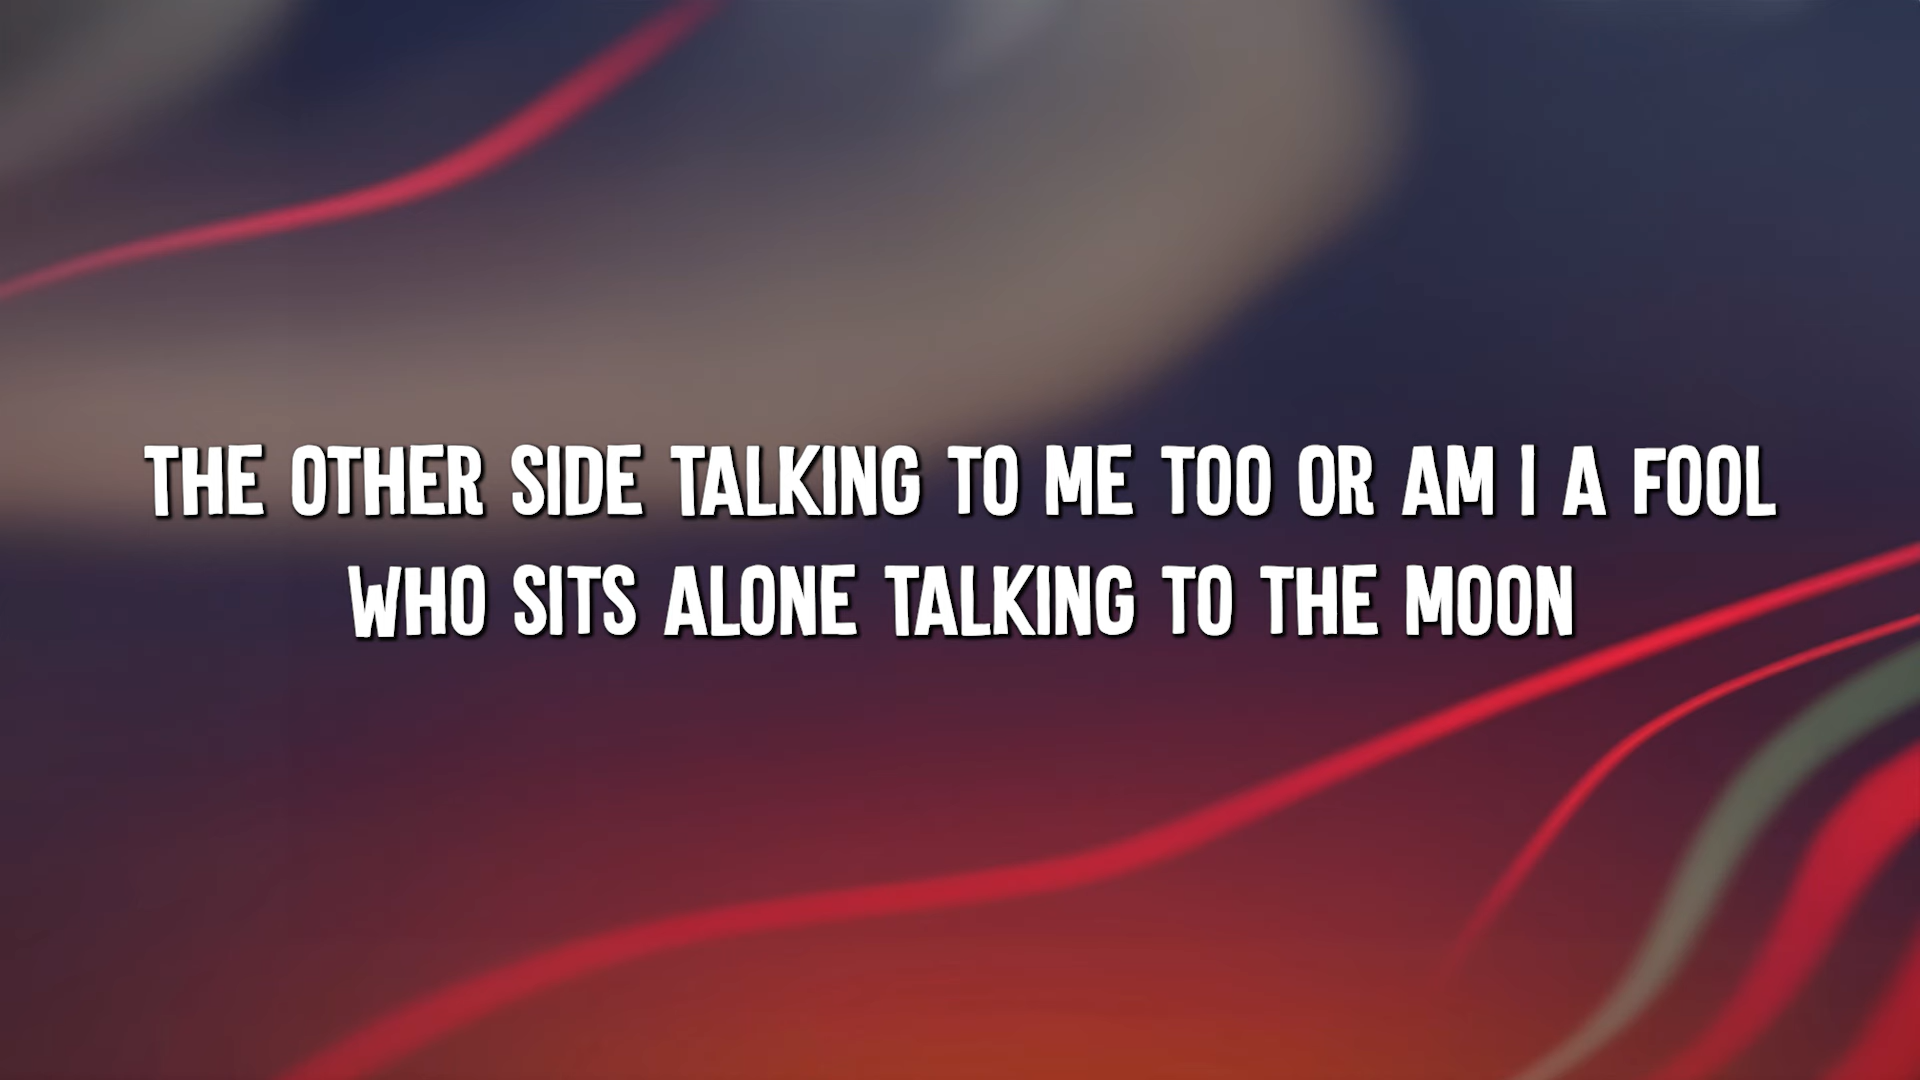 THE OTHER SIDE TALKING TO ME TOO OR AM I A FOOL
WHO SITS ALONE TALKING TO THE MOON